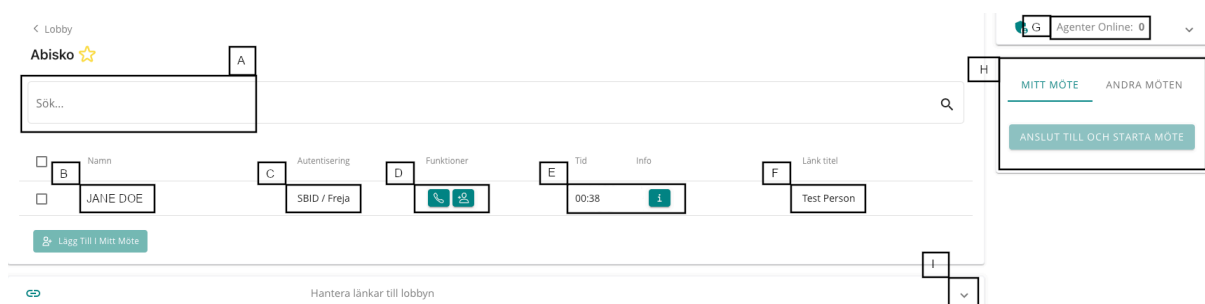 Lobby
G Agenter Online: 0
Abisko
A
H
MITT MÖTE ANDRA MÖTEN
Sök...
ANSLUT TILL OCH STARTA MÖTE
Namn Autentisering Funktioner Tid Info Länk titel
B C D E F
JANE DOE SBID / Freja 00:38 i Test Person
Lägg Till I Mitt Möte
I
Hantera länkar till lobbyn